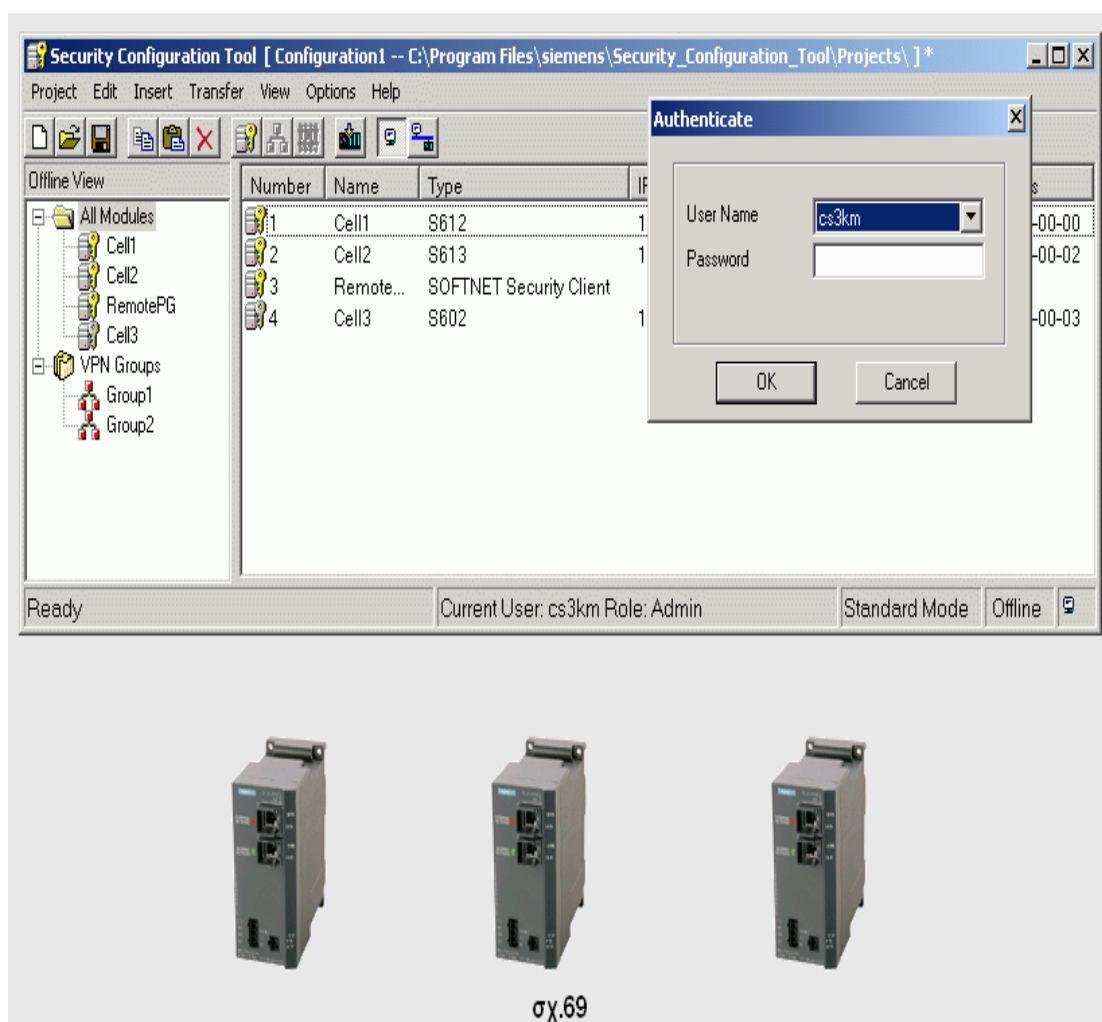 Security Configuration Tool [ Configuration1 -- C:\Program Files\siemens\Security_Configuration_Tool\Projects\ ] *
Project Edit Insert Transfer View Options Help
Authenticate
User Name cs3km
Password
OK Cancel
Offline View
All Modules
Cell1
Cell2
RemotePG
Cell3
VPN Groups
Group1
Group2
Number Name Type
1 Cell1 S612 1 -00-00
2 Cell2 S613 1 -00-02
3 Remote... SOFTNET Security Client
4 Cell3 S602 1 -00-03
Ready Current User: cs3km Role: Admin Standard Mode Offline
σχ.69